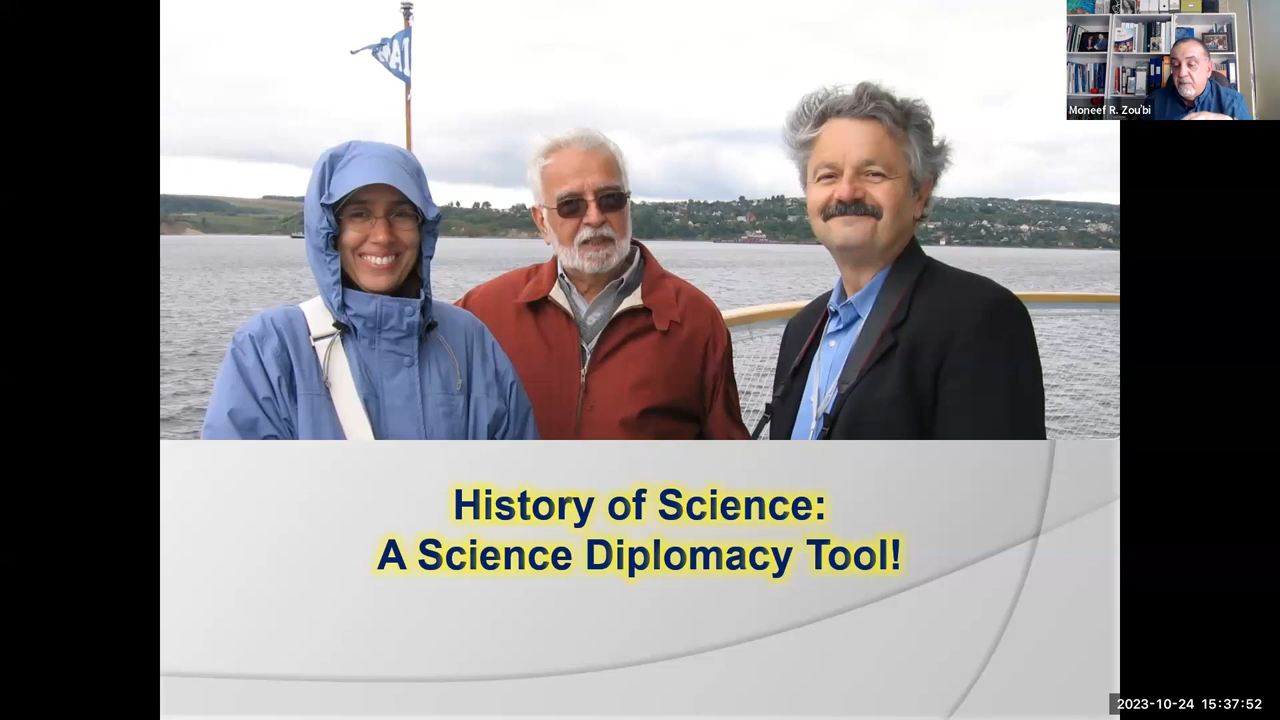 Moneef R. Zou'bi
History of Science:
A Science Diplomacy Tool!
2023-10-24 15:37:52